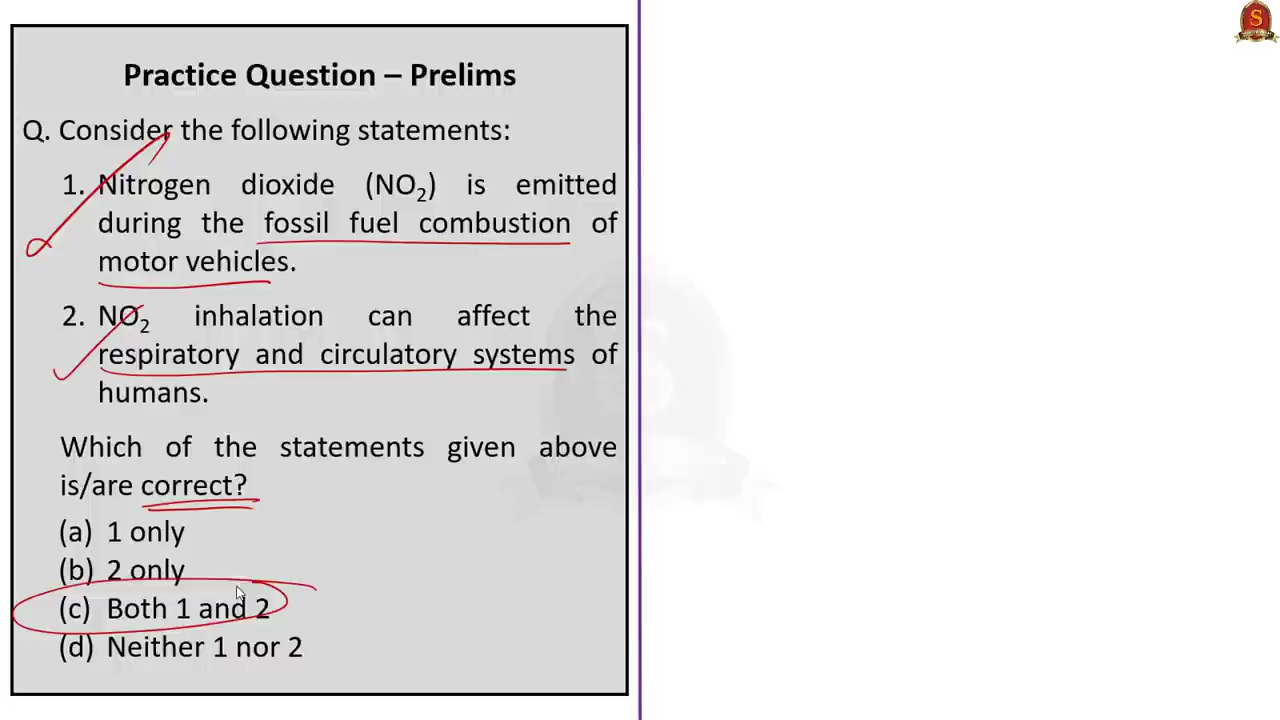 Practice Question – Prelims
Q. Consider the following statements:
1. Nitrogen dioxide (NO₂) is emitted
during the fossil fuel combustion of
motor vehicles.
2. NO₂ inhalation can affect the
respiratory and circulatory systems of
humans.
Which of the statements given above
is/are correct?
(a) 1 only
(b) 2 only
(c) Both 1 and 2
(d) Neither 1 nor 2
S